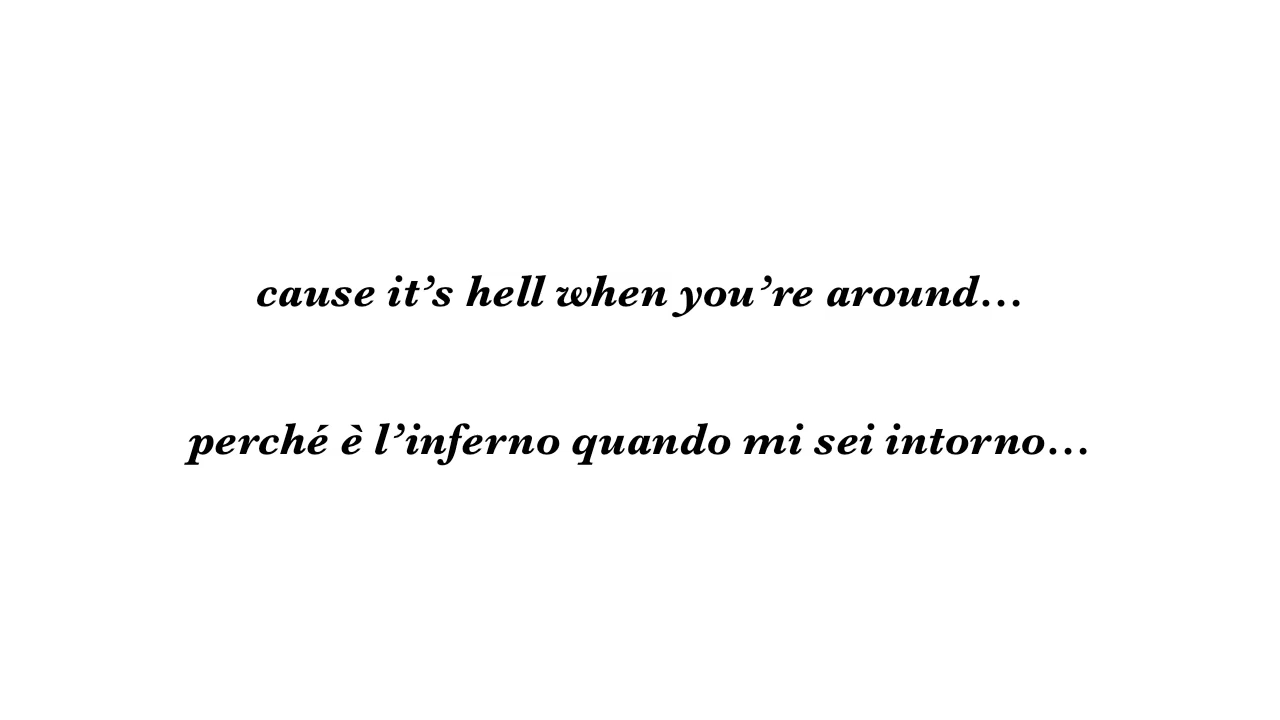 cause it’s hell when you’re around…
perché è l’inferno quando mi sei intorno…